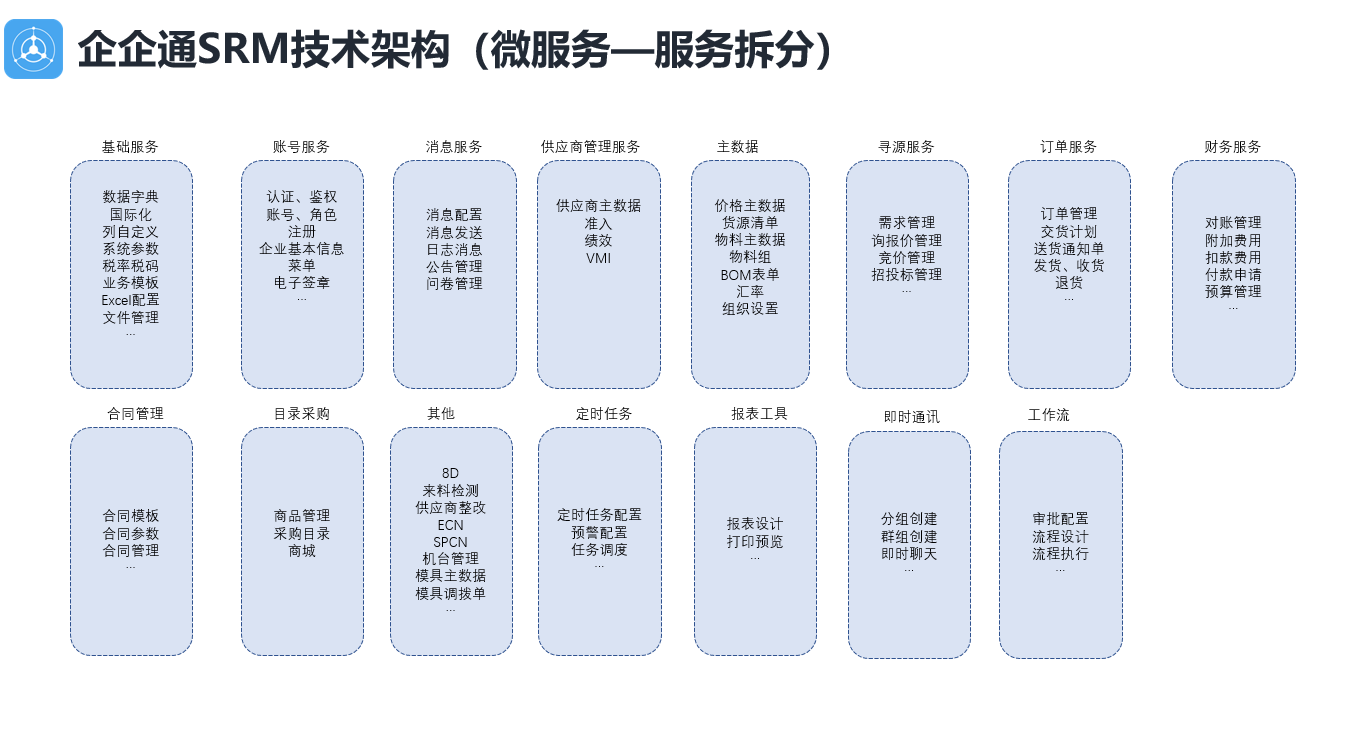 企企通SRM技术架构（微服务—服务拆分）
基础服务
数据字典
国际化
列自定义
系统参数
税率税码
业务模板
Excel配置
文件管理
...
账号服务
认证、鉴权
账号、角色
注册
企业基本信息
菜单
电子签章
...
消息服务
消息配置
消息发送
日志消息
公告管理
问卷管理
供应商管理服务
供应商主数据
准入
绩效
VMI
主数据
价格主数据
货源清单
物料主数据
物料组
BOM表单
汇率
组织设置
寻源服务
需求管理
询报价管理
竞价管理
招投标管理
...
订单服务
订单管理
交货计划
送货通知单
发货、收货
退货
...
财务服务
对账管理
附加费用
扣款费用
付款申请
预算管理
...
合同管理
合同模板
合同参数
合同管理
...
目录采购
商品管理
采购目录
商城
其他
8D
来料检测
供应商整改
ECN
SPCN
机台管理
模具主数据
模具调拨单
...
定时任务
定时任务配置
预警配置
任务调度
...
报表工具
报表设计
打印预览
...
即时通讯
分组创建
群组创建
即时聊天
...
工作流
审批配置
流程设计
流程执行
...